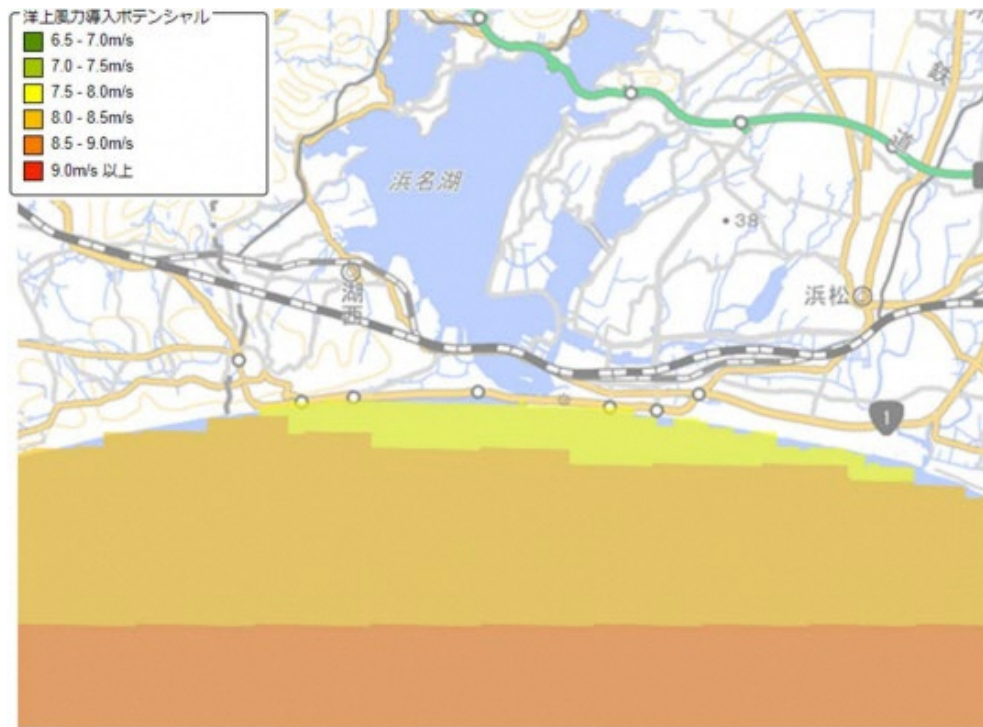 洋上風力導入ポテンシャル
6.5 - 7.0m/s
7.0 - 7.5m/s
7.5 - 8.0m/s
8.0 - 8.5m/s
8.5 - 9.0m/s
9.0m/s 以上
道
浜名湖
38
湖西
浜松
1